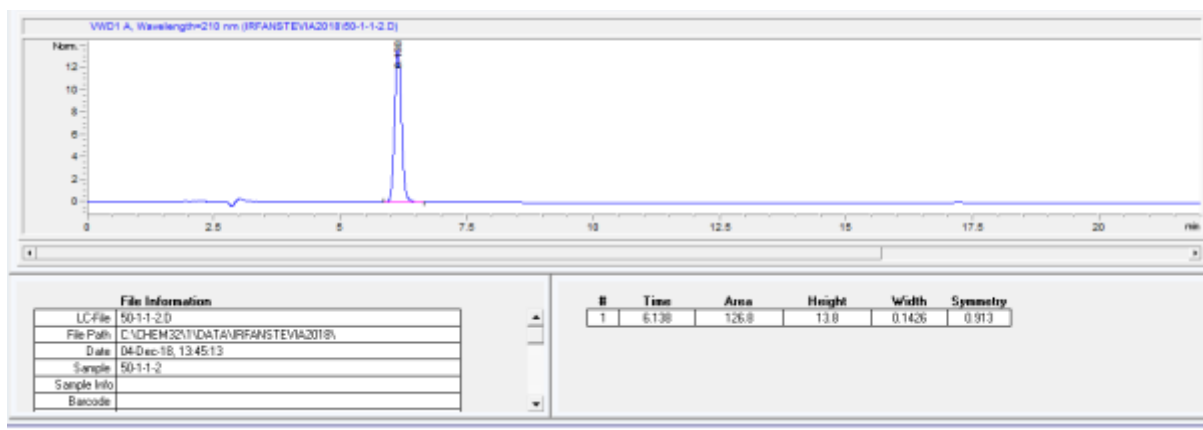 VWD1 A, Wavelength=210 nm (IRFANSTEVIA2018\50-1-1-2.D)
Norm.
12
10
8
6
4
2
0
0 2.5 5 7.5 10 12.5 15 17.5 20 min
File Information
LC-File 50-1-1-2.D
File Path C:\CHEM32\1\DATA\IRFANSTEVIA2018\
Date 04-Dec-18, 13:45:13
Sample 50-1-1-2
Sample Info
Barcode
# Time Area Height Width Symmetry
1 6.138 126.8 13.8 0.1426 0.913